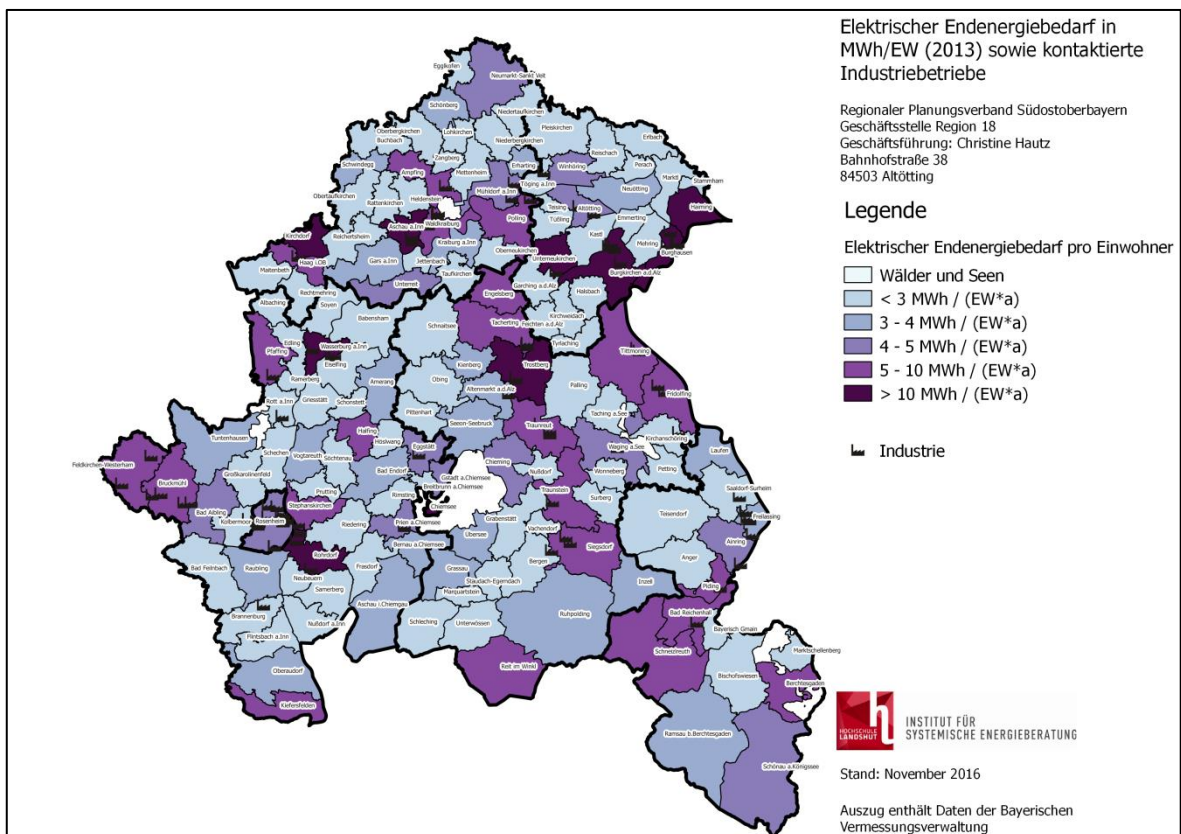 Elektrischer Endenergiebedarf in
MWh/EW (2013) sowie kontaktierte
Industriebetriebe
Regionaler Planungsverband Südostoberbayern
Geschäftsstelle Region 18
Geschäftsführung: Christine Hautz
Bahnhofstraße 38
84503 Altötting
Legende
Elektrischer Endenergiebedarf pro Einwohner
Wälder und Seen
< 3 MWh / (EW*a)
3 - 4 MWh / (EW*a)
4 - 5 MWh / (EW*a)
5 - 10 MWh / (EW*a)
> 10 MWh / (EW*a)
Industrie
Egglkofen
Neumarkt-Sankt Veit
Schönberg
Niedertaufkirchen
Oberbergkirchen
Lohkirchen
Pleiskirchen
Buchbach
Niederbergkirchen
Erlbach
Zangberg
Reischach
Schwindegg
Ampfing
Mettenheim
Erharting
Winhöring
Perach
Marktl
Stammham
Obertaufkirchen
Heldenstein
Mühldorf a.Inn
Töging a.Inn
Neuötting
Rattenkirchen
Teising
Altötting
Haiming
Aschau a.Inn
Waldkraiburg
Polling
Tüßling
Emmerting
Kirchdorf
Reichertsheim
Kraiburg a.Inn
Kastl
Mehring
Burghausen
Haag i.OB
Gars a.Inn
Jettenbach
Oberneukirchen
Unterneukirchen
Maitenbeth
Taufkirchen
Burgkirchen a.d.Alz
Rechtmehring
Unterreit
Garching a.d.Alz
Halsbach
Albaching
Soyen
Engelsberg
Babensham
Kirchweidach
Schnaitsee
Tacherting
Feichten a.d.Alz
Pfaffing
Edling
Wasserburg a.Inn
Tyrlaching
Tittmoning
Eiselfing
Kienberg
Trostberg
Ramerberg
Amerang
Obing
Altenmarkt a.d.Alz
Palling
Fridolfing
Rott a.Inn
Griesstätt
Schonstett
Pittenhart
Taching a.See
Seeon-Seebruck
Traunreut
Kirchanschöring
Tuntenhausen
Halfing
Höslwang
Eggstätt
Waging a.See
Laufen
Schechen
Vogtareuth
Söchtenau
Chieming
Nußdorf
Petting
Feldkirchen-Westerham
Großkarolinenfeld
Bad Endorf
Gstadt a.Chiemsee
Wonneberg
Bruckmühl
Breitbrunn a.Chiemsee
Saaldorf-Surheim
Prutting
Rimsting
Traunstein
Surberg
Bad Aibling
Stephanskirchen
Chiemsee
Kolbermoor
Rosenheim
Riedering
Prien a.Chiemsee
Grabenstätt
Vachendorf
Teisendorf
Freilassing
Übersee
Ainring
Rohrdorf
Bernau a.Chiemsee
Bergen
Siegsdorf
Anger
Bad Feilnbach
Raubling
Frasdorf
Grassau
Neubeuern
Staudach-Egerndach
Inzell
Piding
Samerberg
Aschau i.Chiemgau
Marquartstein
Brannenburg
Ruhpolding
Bad Reichenhall
Nußdorf a.Inn
Schleching
Unterwössen
Bayerisch Gmain
Flintsbach a.Inn
Schneizlreuth
Marktschellenberg
Oberaudorf
Reit im Winkl
Bischofswiesen
Berchtesgaden
Kiefersfelden
Ramsau b.Berchtesgaden
Schönau a.Königssee
HOCHSCHULE
LANDSHUT
INSTITUT FÜR
SYSTEMISCHE ENERGIEBERATUNG
Stand: November 2016
Auszug enthält Daten der Bayerischen
Vermessungsverwaltung